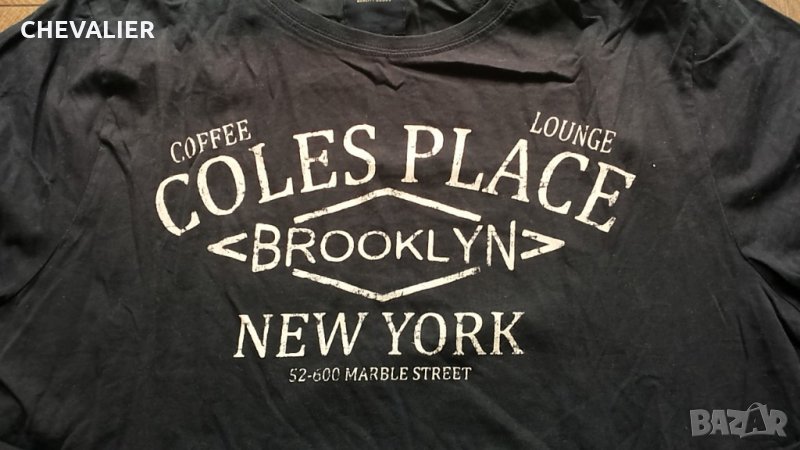 CHEVALIER
COFFEE LOUNGE
COLES PLACE
<BROOKLYN>
NEW YORK
52-600 MARBLE STREET
BAZAR